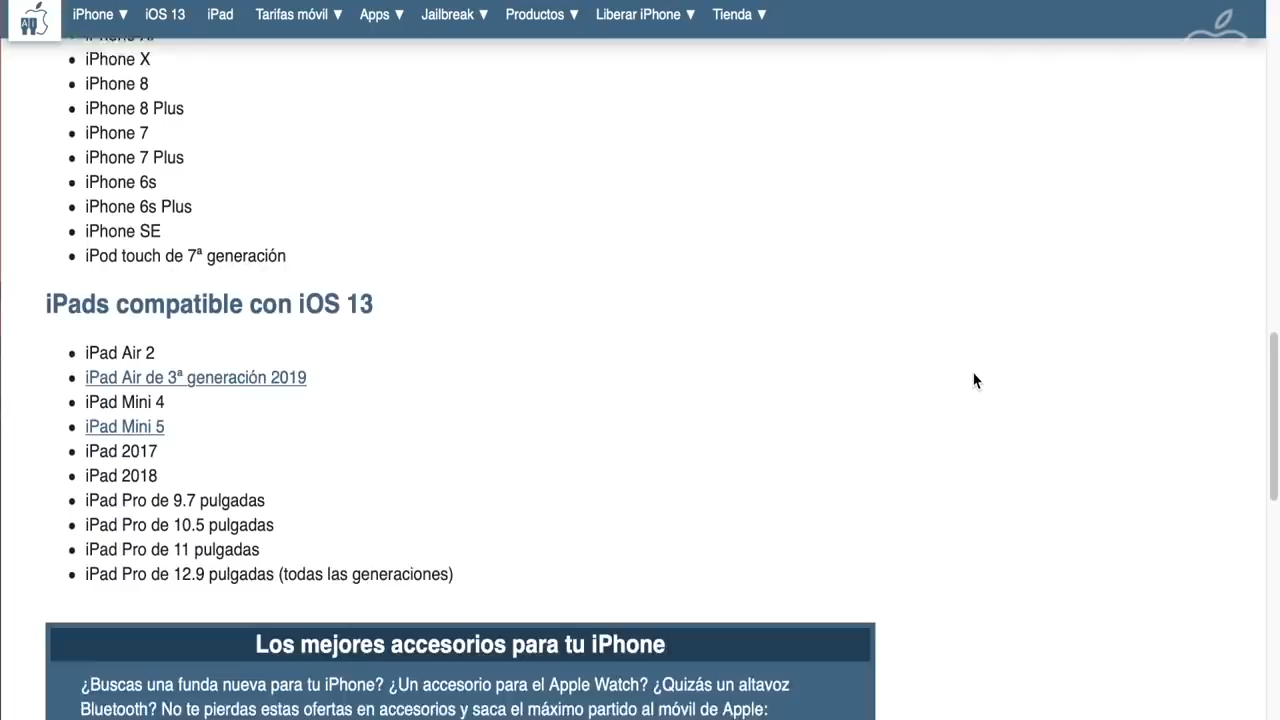 iPhone ▼ iOS 13 iPad Tarifas móvil ▼ Apps ▼ Jailbreak ▼ Productos ▼ Liberar iPhone ▼ Tienda ▼
iPhone X
iPhone 8
iPhone 8 Plus
iPhone 7
iPhone 7 Plus
iPhone 6s
iPhone 6s Plus
iPhone SE
iPod touch de 7ª generación
iPads compatible con iOS 13
iPad Air 2
iPad Air de 3ª generación 2019
iPad Mini 4
iPad Mini 5
iPad 2017
iPad 2018
iPad Pro de 9.7 pulgadas
iPad Pro de 10.5 pulgadas
iPad Pro de 11 pulgadas
iPad Pro de 12.9 pulgadas (todas las generaciones)
Los mejores accesorios para tu iPhone
¿Buscas una funda nueva para tu iPhone? ¿Un accesorio para el Apple Watch? ¿Quizás un altavoz
Bluetooth? No te pierdas estas ofertas en accesorios y saca el máximo partido al móvil de Apple: